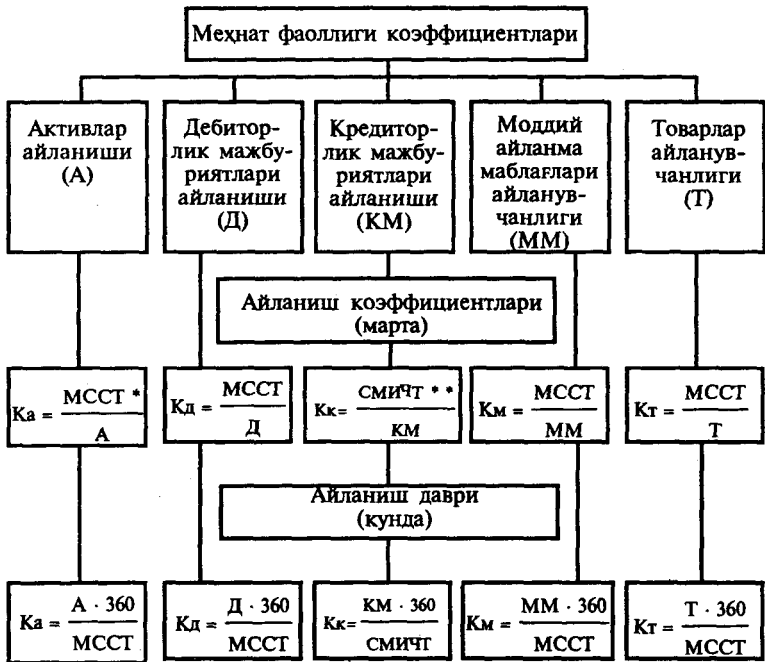 Меҳнат фаоллиги коэффициентлари
Активлар
айланиши
(А)
Дебитор-
лик мажбу-
риятлари
айланиши
(Д)
Кредитор-
лик мажбу-
риятлари
айланиши
(КМ)
Моддий
айланма
маблағлари
айланув-
чанлиги
(ММ)
Товарлар
айланув-
чанлиги
(Т)
Айланиш коэффициентлари
(марта)
Ка = МССТ * / А
Кд = МССТ / Д
Кк= СМИЧТ * * / КМ
Км = МССТ / ММ
Кт = МССТ / Т
Айланиш даври
(кунда)
Ка = А · 360 / МССТ
Кд = Д · 360 / МССТ
Кк= КМ · 360 / СМИЧТ
Км = ММ · 360 / МССТ
Кт = Т · 360 / МССТ